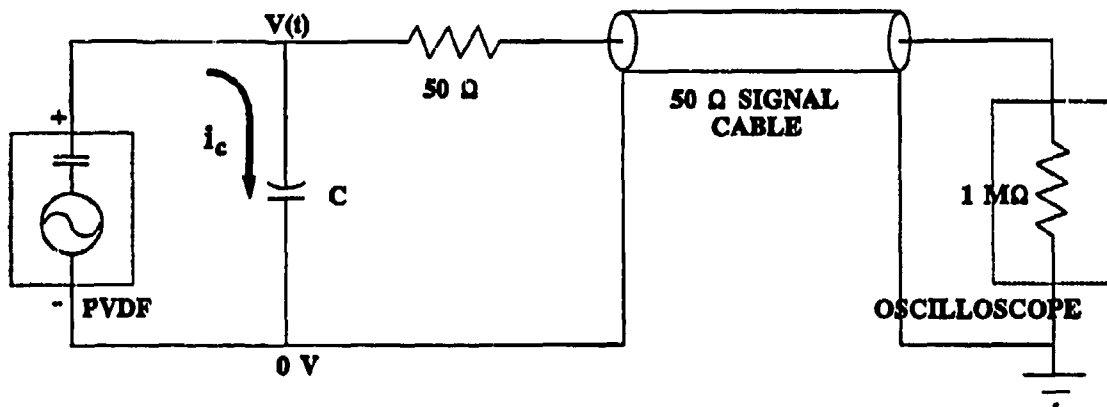 V(t)
50 Ω
50 Ω SIGNAL
CABLE
+
i_c
C
1 MΩ
-
PVDF
OSCILLOSCOPE
0 V